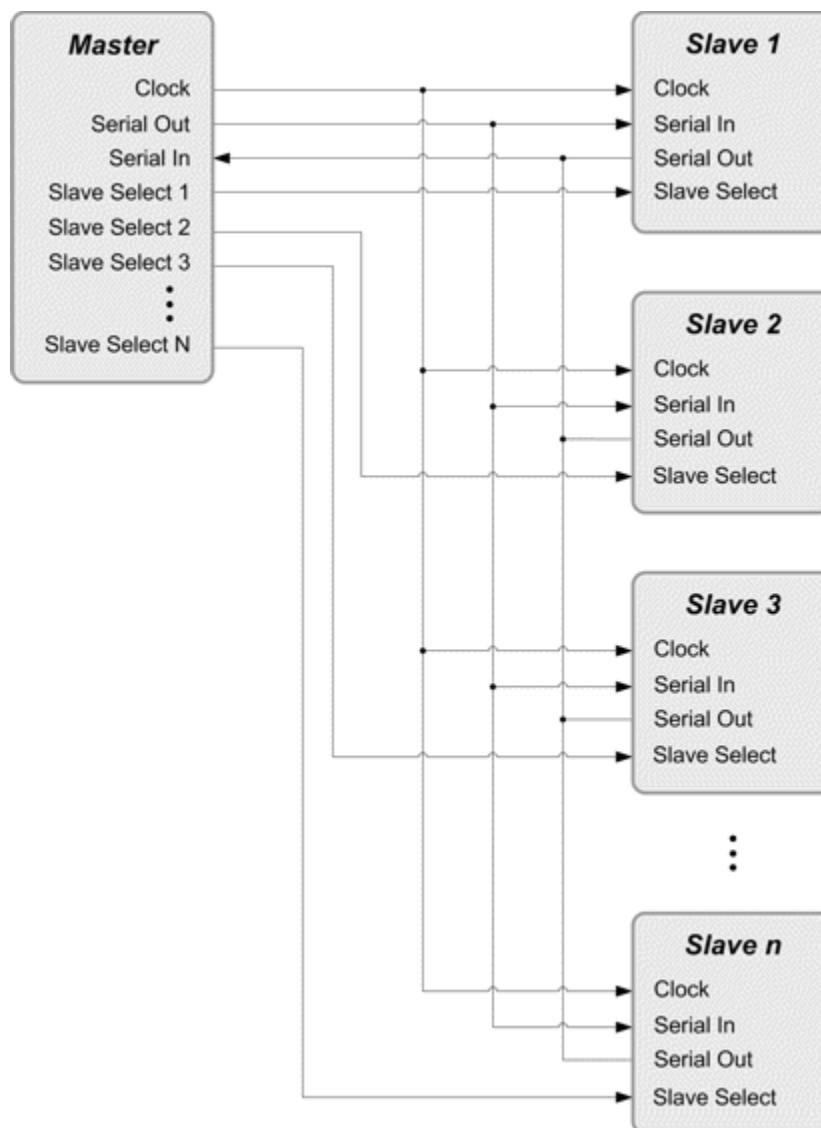 Master
Clock
Serial Out
Serial In
Slave Select 1
Slave Select 2
Slave Select 3
Slave Select N
Slave 1
Clock
Serial In
Serial Out
Slave Select
Slave 2
Clock
Serial In
Serial Out
Slave Select
Slave 3
Clock
Serial In
Serial Out
Slave Select
Slave n
Clock
Serial In
Serial Out
Slave Select